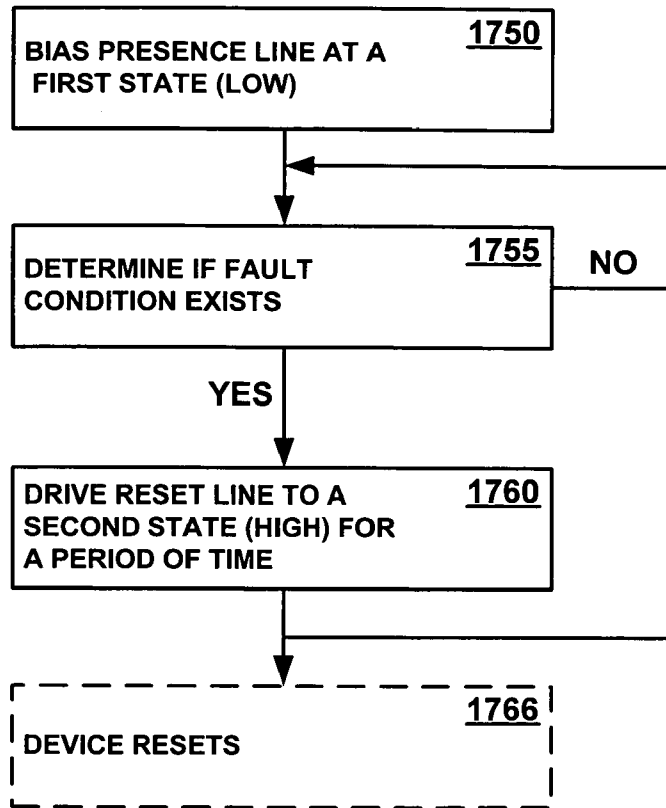 1750
BIAS PRESENCE LINE AT A
FIRST STATE (LOW)
1755
DETERMINE IF FAULT
CONDITION EXISTS
NO
YES
1760
DRIVE RESET LINE TO A
SECOND STATE (HIGH) FOR
A PERIOD OF TIME
1766
DEVICE RESETS